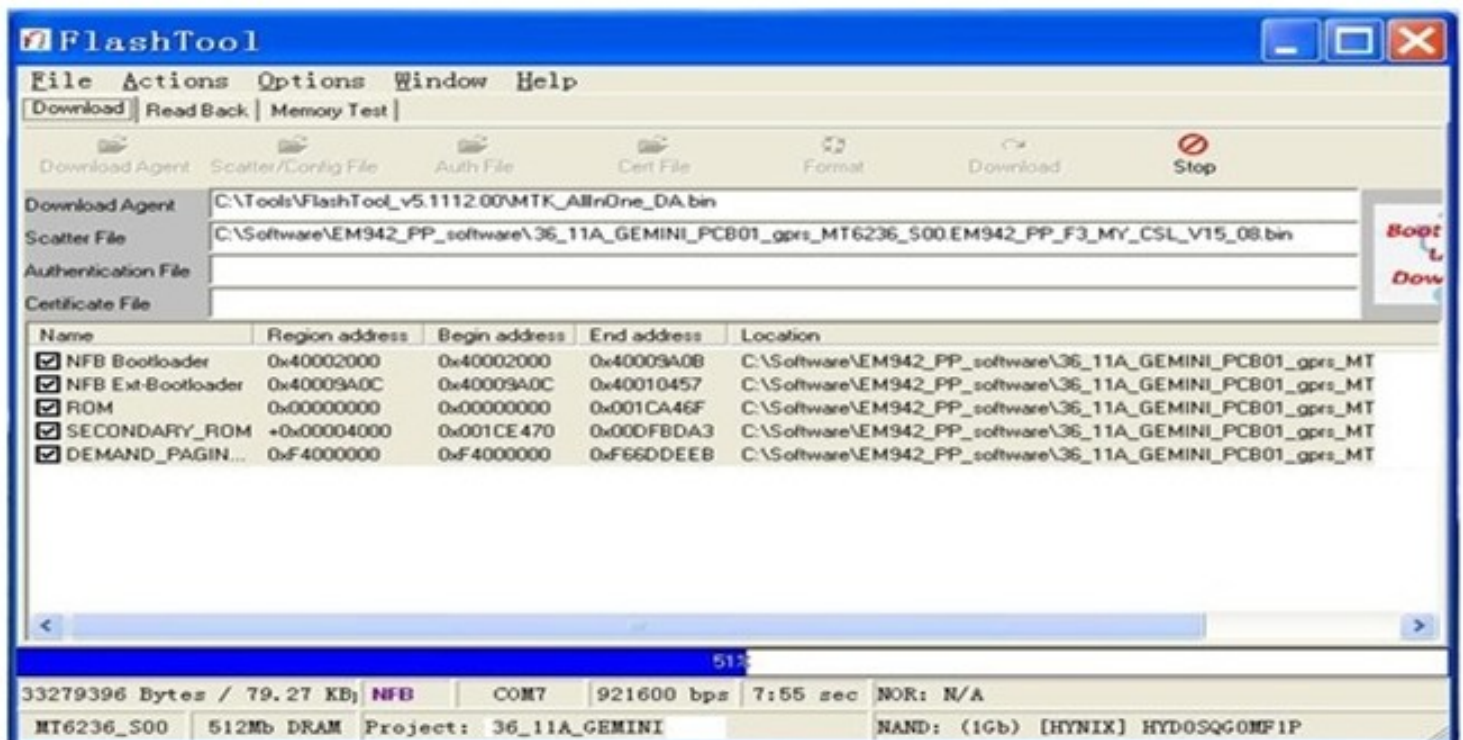 FlashTool
File Actions Options Window Help
Download Read Back Memory Test
Download Agent Scatter/Config File Auth File Cert File Format Download Stop
Download Agent C:\Tools\FlashTool_v5.1112.00\MTK_AllInOne_DA.bin
Scatter File C:\Software\EM942_PP_software\36_11A_GEMINI_PCB01_gprs_MT6236_S00.EM942_PP_F3_MY_CSL_V15_08.bin
Boot
Authentication File
Dow
Certificate File
Name Region address Begin address End address Location
NFB Bootloader 0x40002000 0x40002000 0x40009A0B C:\Software\EM942_PP_software\36_11A_GEMINI_PCB01_gprs_MT
NFB Ext-Bootloader 0x40009A0C 0x40009A0C 0x40010457 C:\Software\EM942_PP_software\36_11A_GEMINI_PCB01_gprs_MT
ROM 0x00000000 0x00000000 0x001CA46F C:\Software\EM942_PP_software\36_11A_GEMINI_PCB01_gprs_MT
SECONDARY_ROM +0x00004000 0x001CE470 0x00DFBDA3 C:\Software\EM942_PP_software\36_11A_GEMINI_PCB01_gprs_MT
DEMAND_PAGIN... 0xF4000000 0xF4000000 0xF66DDEEB C:\Software\EM942_PP_software\36_11A_GEMINI_PCB01_gprs_MT
51%
33279396 Bytes / 79.27 KB NFB COM7 921600 bps 7:55 sec NOR: N/A
MT6236_S00 512Mb DRAM Project: 36_11A_GEMINI NAND: (1Gb) [HYNIX] HYD0SQG0MF1P